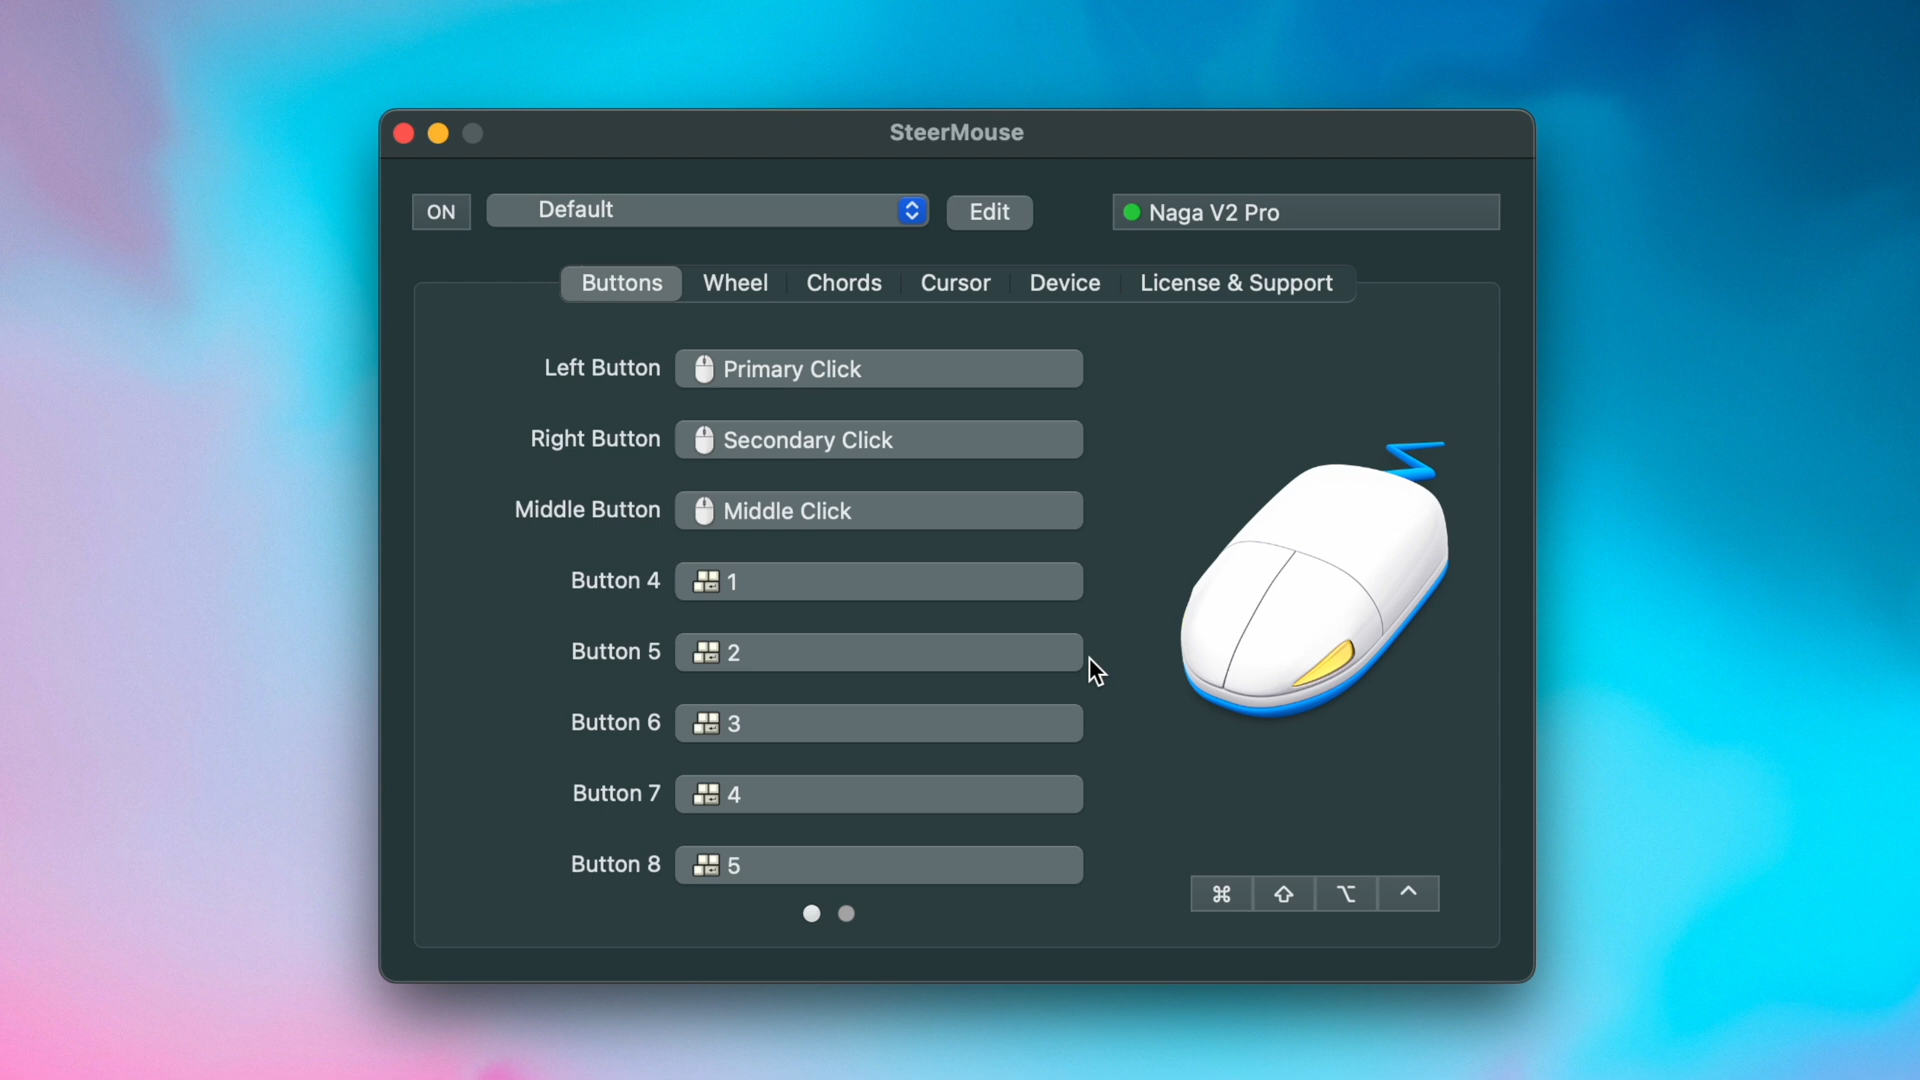 SteerMouse
ON
Default
Edit
Naga V2 Pro
Buttons
Wheel
Chords
Cursor
Device
License & Support
Left Button
Primary Click
Right Button
Secondary Click
Middle Button
Middle Click
Button 4
1
Button 5
2
Button 6
3
Button 7
4
Button 8
5
⌘
⇧
⌥
^